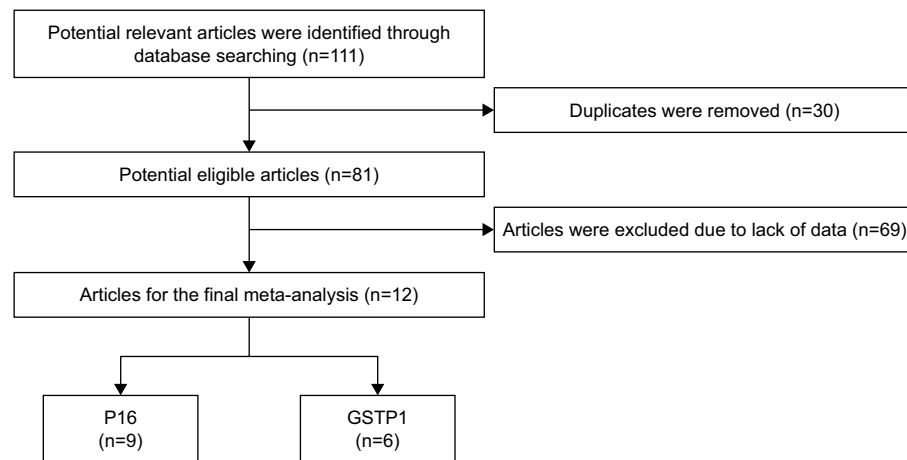 Potential relevant articles were identified through
database searching (n=111)
Duplicates were removed (n=30)
Potential eligible articles (n=81)
Articles were excluded due to lack of data (n=69)
Articles for the final meta-analysis (n=12)
P16
(n=9)
GSTP1
(n=6)